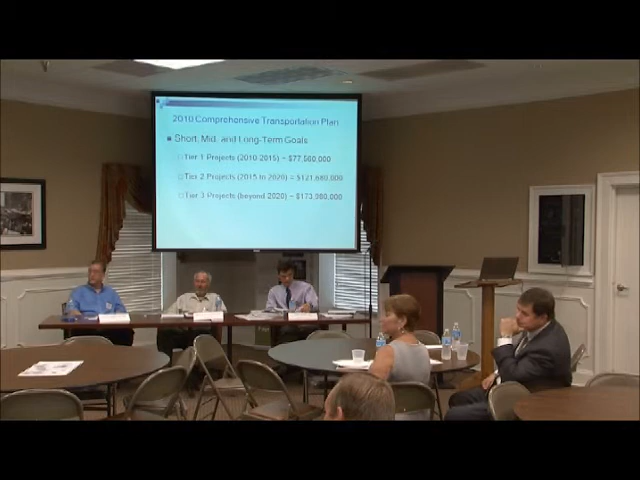 2010 Comprehensive Transportation Plan
Short, Mid, and Long-Term Goals
Tier 1 Projects (2010-2015) – $77,560,000
Tier 2 Projects (2015 to 2020) = $121,680,000
Tier 3 Projects (beyond 2020) – $173,980,000